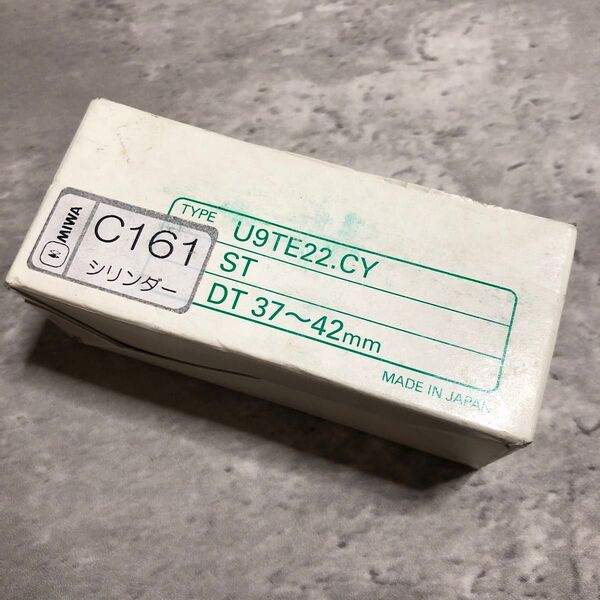 MIWA
C161
シリンダー
TYPE U9TE22.CY
ST
DT 37～42mm
MADE IN JAPAN